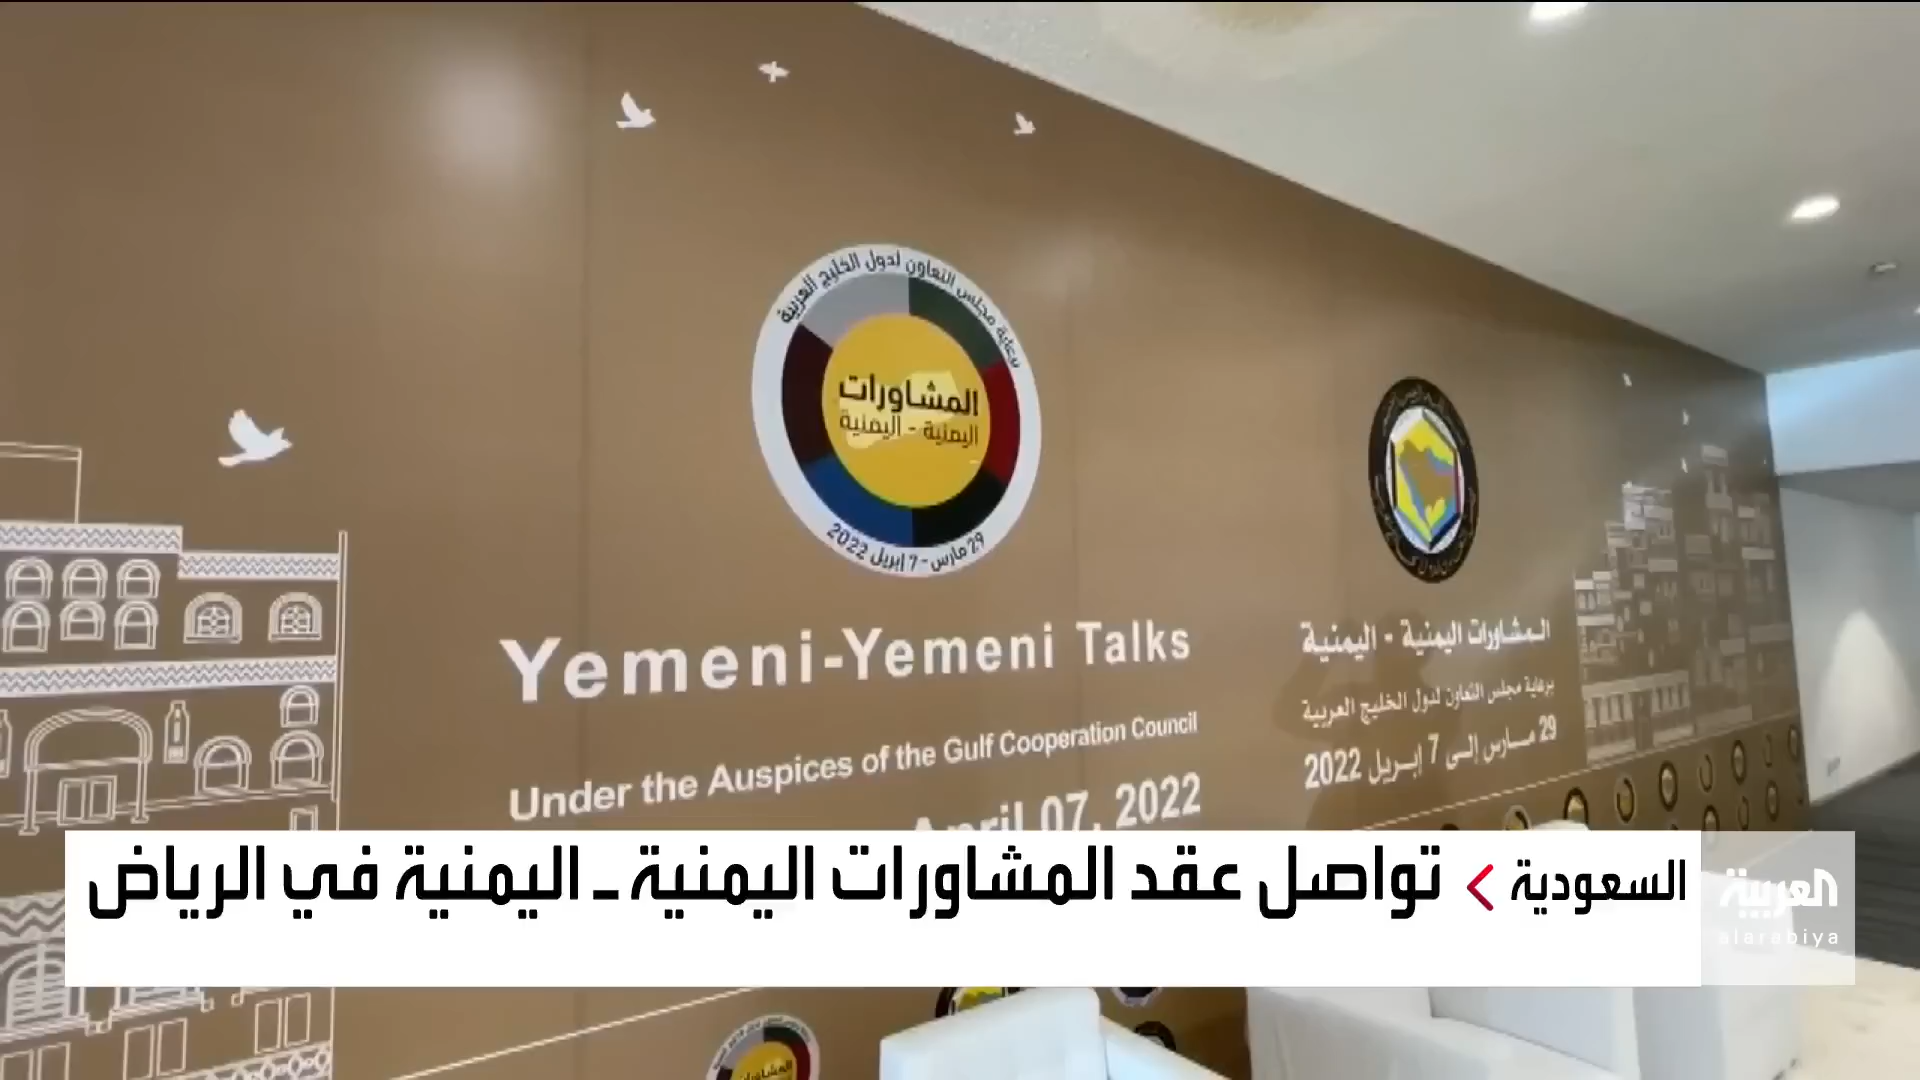 برعاية مجلس التعاون لدول الخليج العربية
المشاورات
اليمنية - اليمنية
29 مارس - 7 ابريل 2022
Yemeni-Yemeni Talks
Under the Auspices of the Gulf Cooperation Council
April 07, 2022
المشاورات اليمنية - اليمنية
برعاية مجلس التعاون لدول الخليج العربية
29 مارس إلى 7 إبريل 2022
السعودية > تواصل عقد المشاورات اليمنية ـ اليمنية في الرياض
العربية
alarabiya
المشاورات